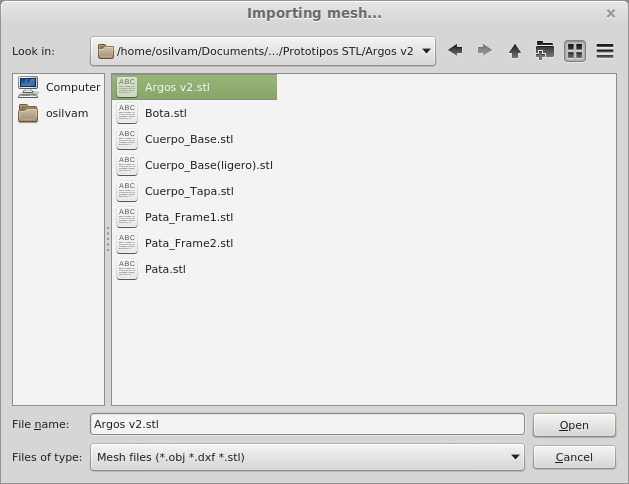 Importing mesh...
Look in:
/home/osilvam/Documents/.../Prototipos STL/Argos v2
Computer
osilvam
ABC Argos v2.stl
ABC Bota.stl
ABC Cuerpo_Base.stl
ABC Cuerpo_Base(ligero).stl
ABC Cuerpo_Tapa.stl
ABC Pata_Frame1.stl
ABC Pata_Frame2.stl
ABC Pata.stl
File name:
Argos v2.stl
Open
Files of type:
Mesh files (*.obj *.dxf *.stl)
Cancel